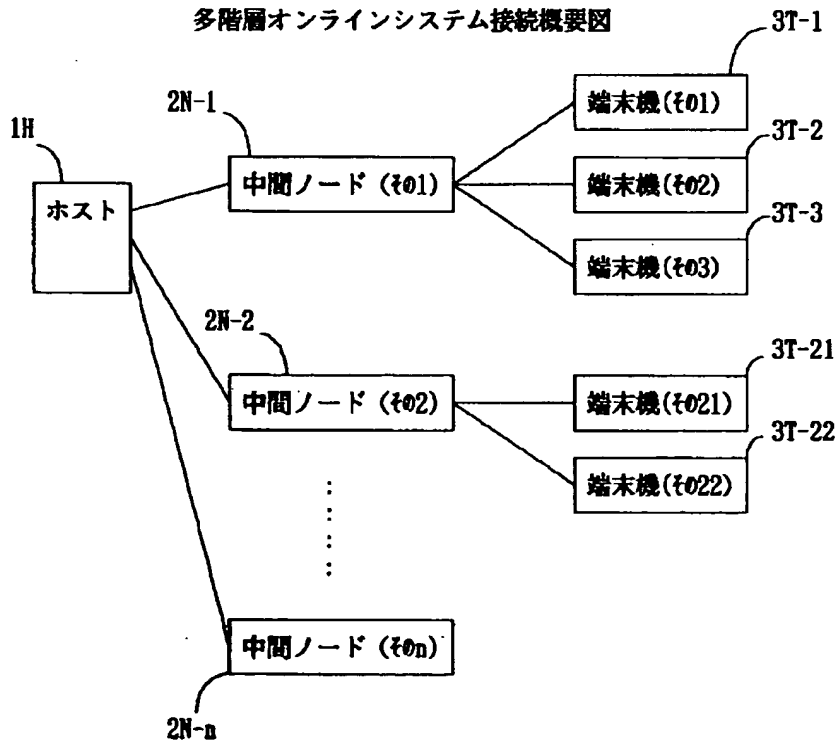 多階層オンラインシステム接続概要図
3T-1
端末機(その1)
2N-1
3T-2
1H
中間ノード (その1)
端末機(その2)
ホスト
3T-3
端末機(その3)
2N-2
3T-21
中間ノード (その2)
端末機(その21)
3T-22
端末機(その22)
中間ノード (そのn)
2N-n